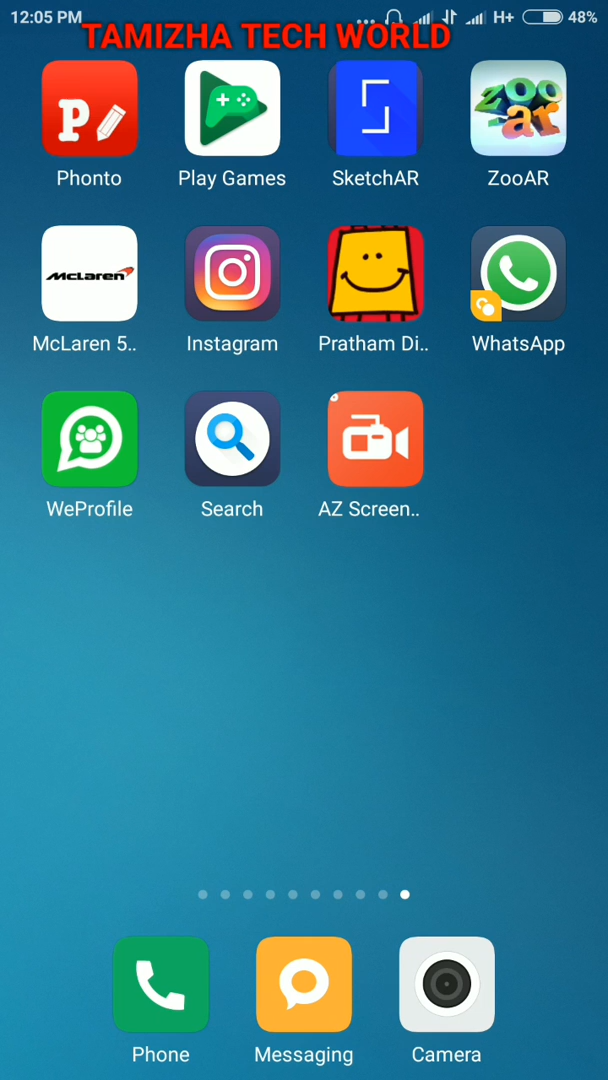 12:05 PM ... H+ 48%
TAMIZHA TECH WORLD
P
zoo
-ar
Phonto Play Games SketchAR ZooAR
McLaren
McLaren 5.. Instagram Pratham Di.. WhatsApp
WeProfile Search AZ Screen..
Phone Messaging Camera